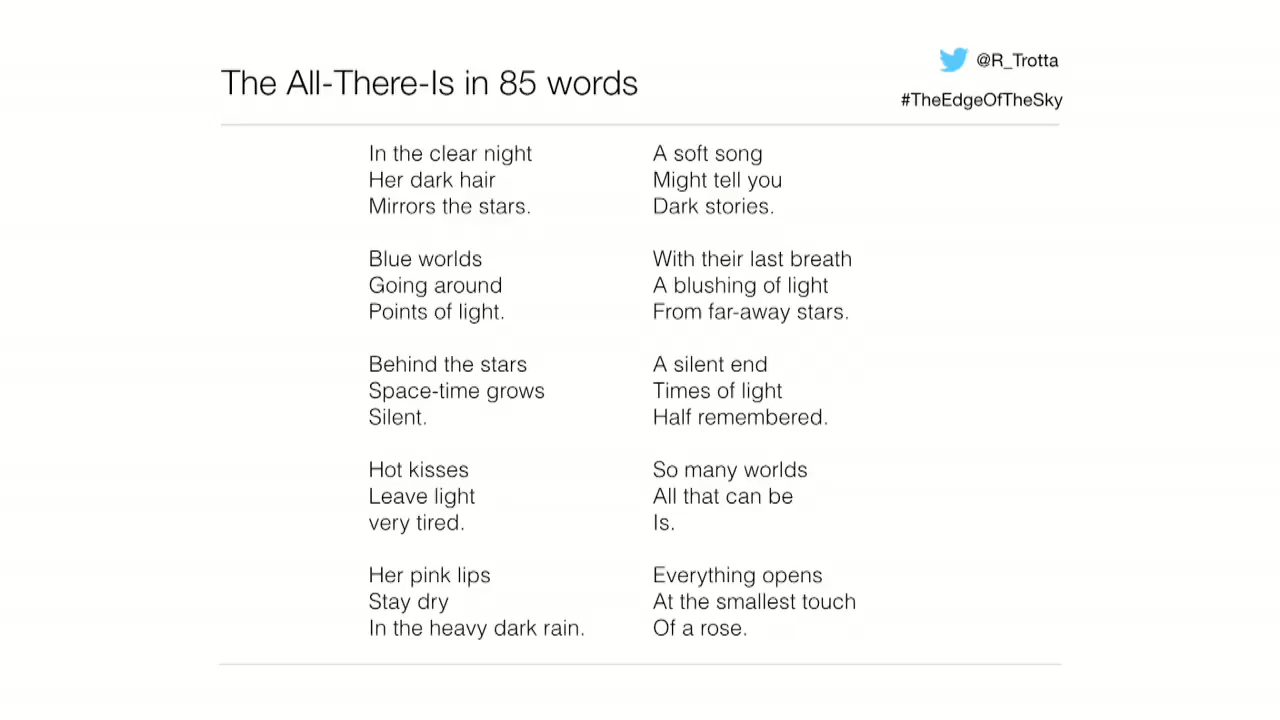 The All-There-Is in 85 words
@R_Trotta
#TheEdgeOfTheSky
In the clear night
Her dark hair
Mirrors the stars.
Blue worlds
Going around
Points of light.
Behind the stars
Space-time grows
Silent.
Hot kisses
Leave light
very tired.
Her pink lips
Stay dry
In the heavy dark rain.
A soft song
Might tell you
Dark stories.
With their last breath
A blushing of light
From far-away stars.
A silent end
Times of light
Half remembered.
So many worlds
All that can be
Is.
Everything opens
At the smallest touch
Of a rose.